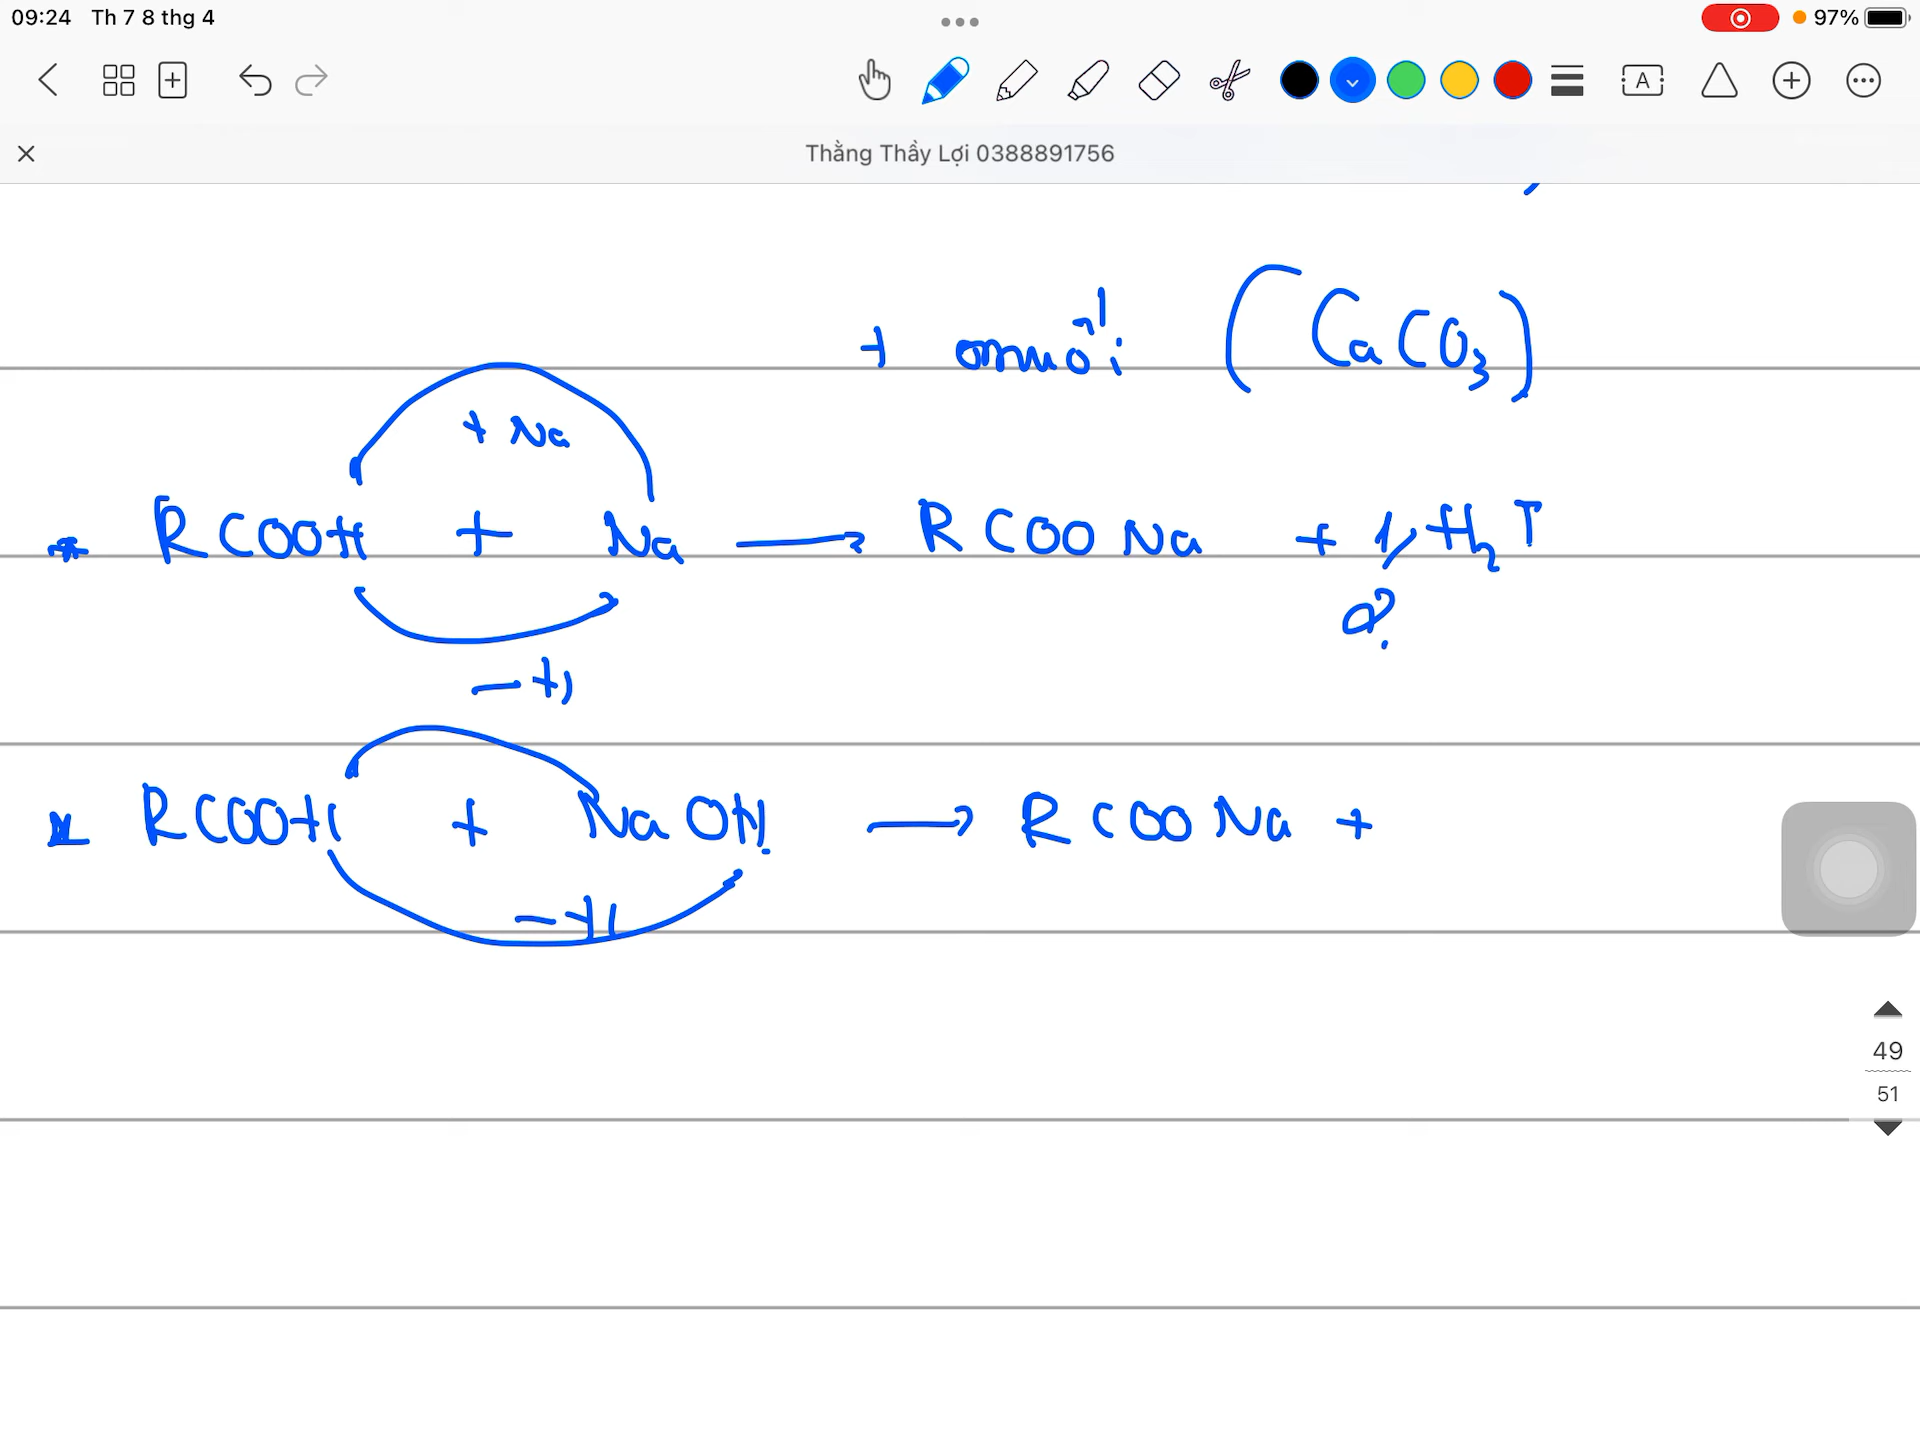 09:24 Th 7 8 thg 4 97%
A
Thằng Thầy Lợi 0388891756
+ muối (CaCO3)
+ Na
* RCOOH + Na → RCOONa + 1/2 H2↑
- H
* RCOOH + NaOH → RCOONa +
- H
49
51